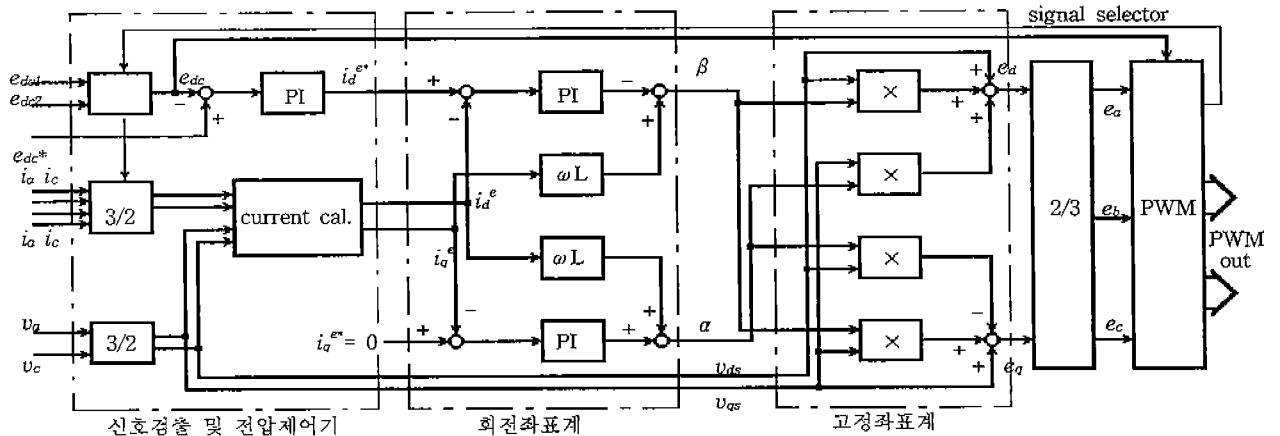 signal selector
e_dc1
e_dc2
e_dc
−
+
PI
i_d^e*
+
−
PI
−
+
β
×
+
e_d
+
+
e_a
e_dc*
i_a i_c
3/2
i_a i_c
current cal.
i_d^e
i_q^e
ωL
ωL
×
×
2/3
e_b
PWM
PWM
out
v_a
v_c
3/2
i_q^e* = 0
+
−
PI
+
+
α
×
−
+
+
e_q
e_c
v_ds
v_qs
신호검출 및 전압제어기
회전좌표계
고정좌표계